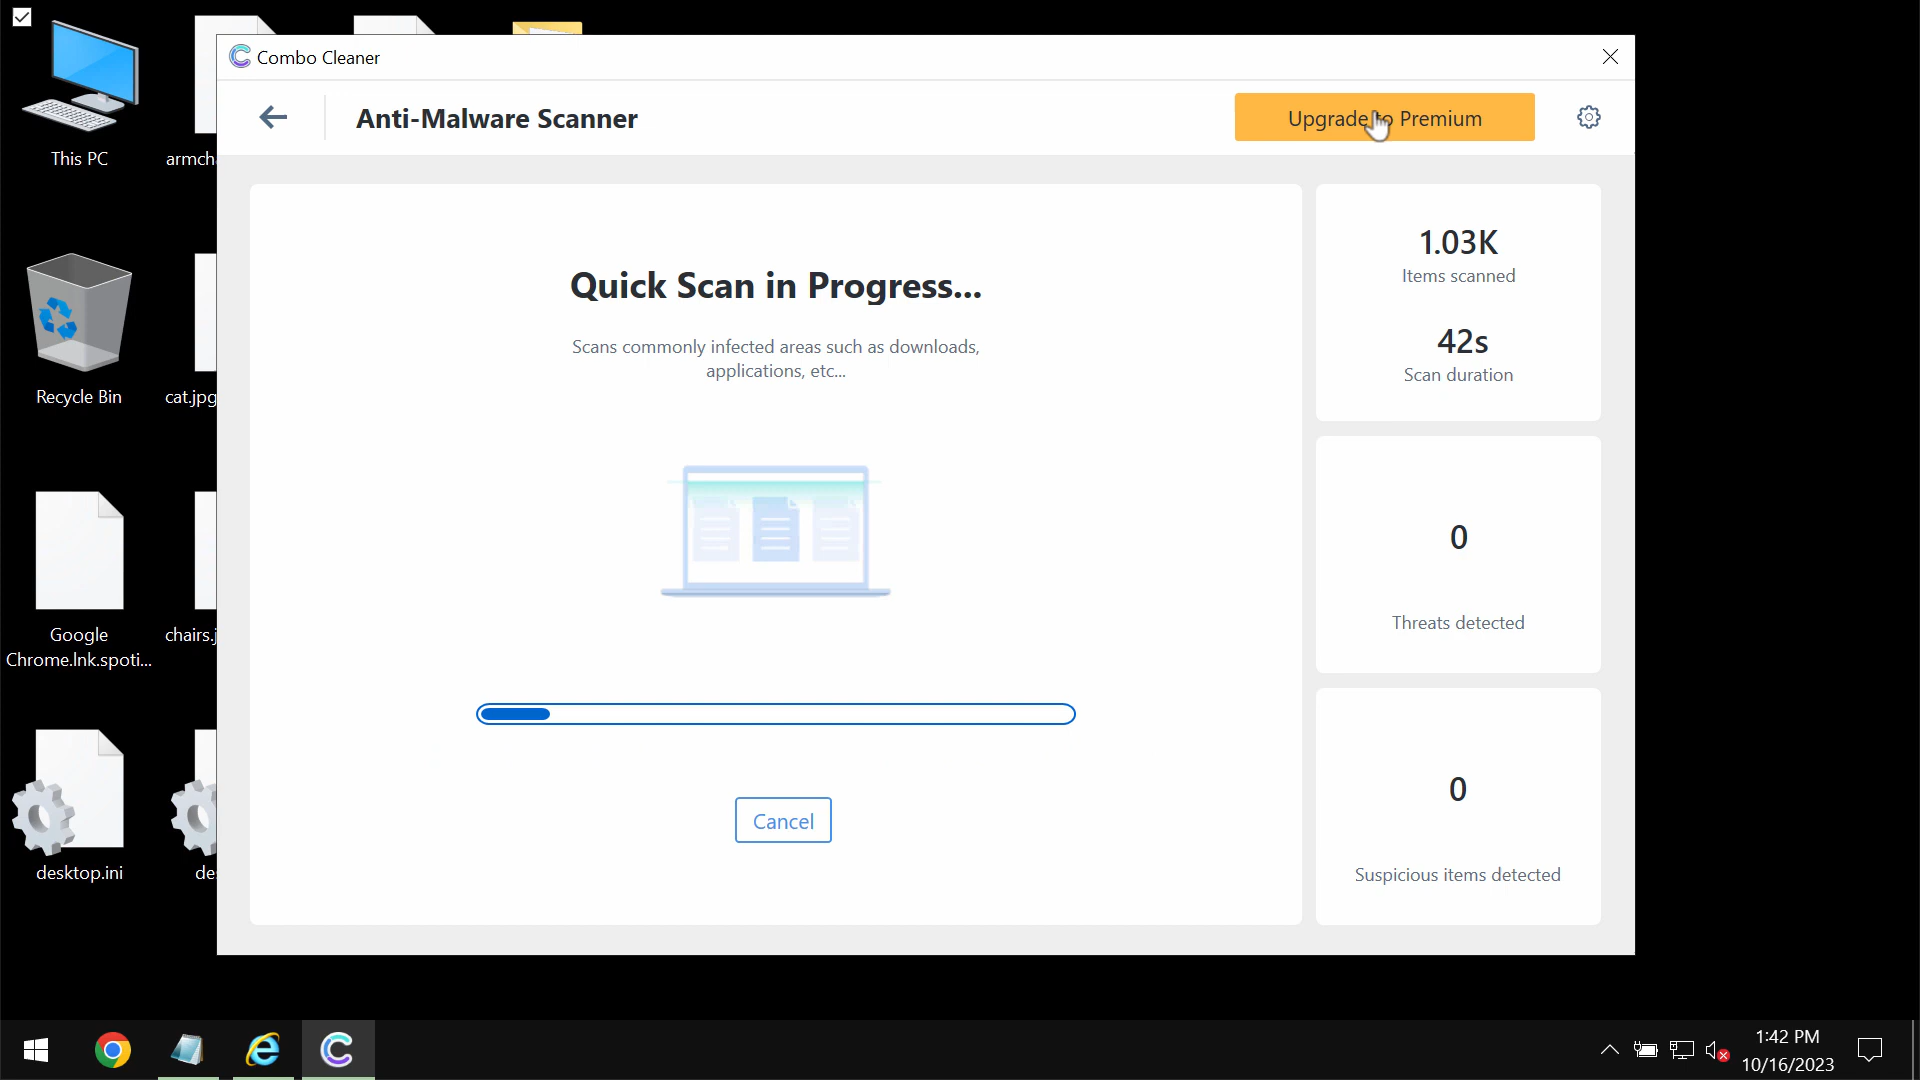 Combo Cleaner
Anti-Malware Scanner
Upgrade to Premium
This PC
armcha
Quick Scan in Progress...
Scans commonly infected areas such as downloads,
applications, etc...
1.03K
Items scanned
42s
Scan duration
Recycle Bin
cat.jpg
0
Threats detected
Google
Chrome.lnk.spoti...
chairs.j
Cancel
0
Suspicious items detected
desktop.ini
des
1:42 PM
10/16/2023